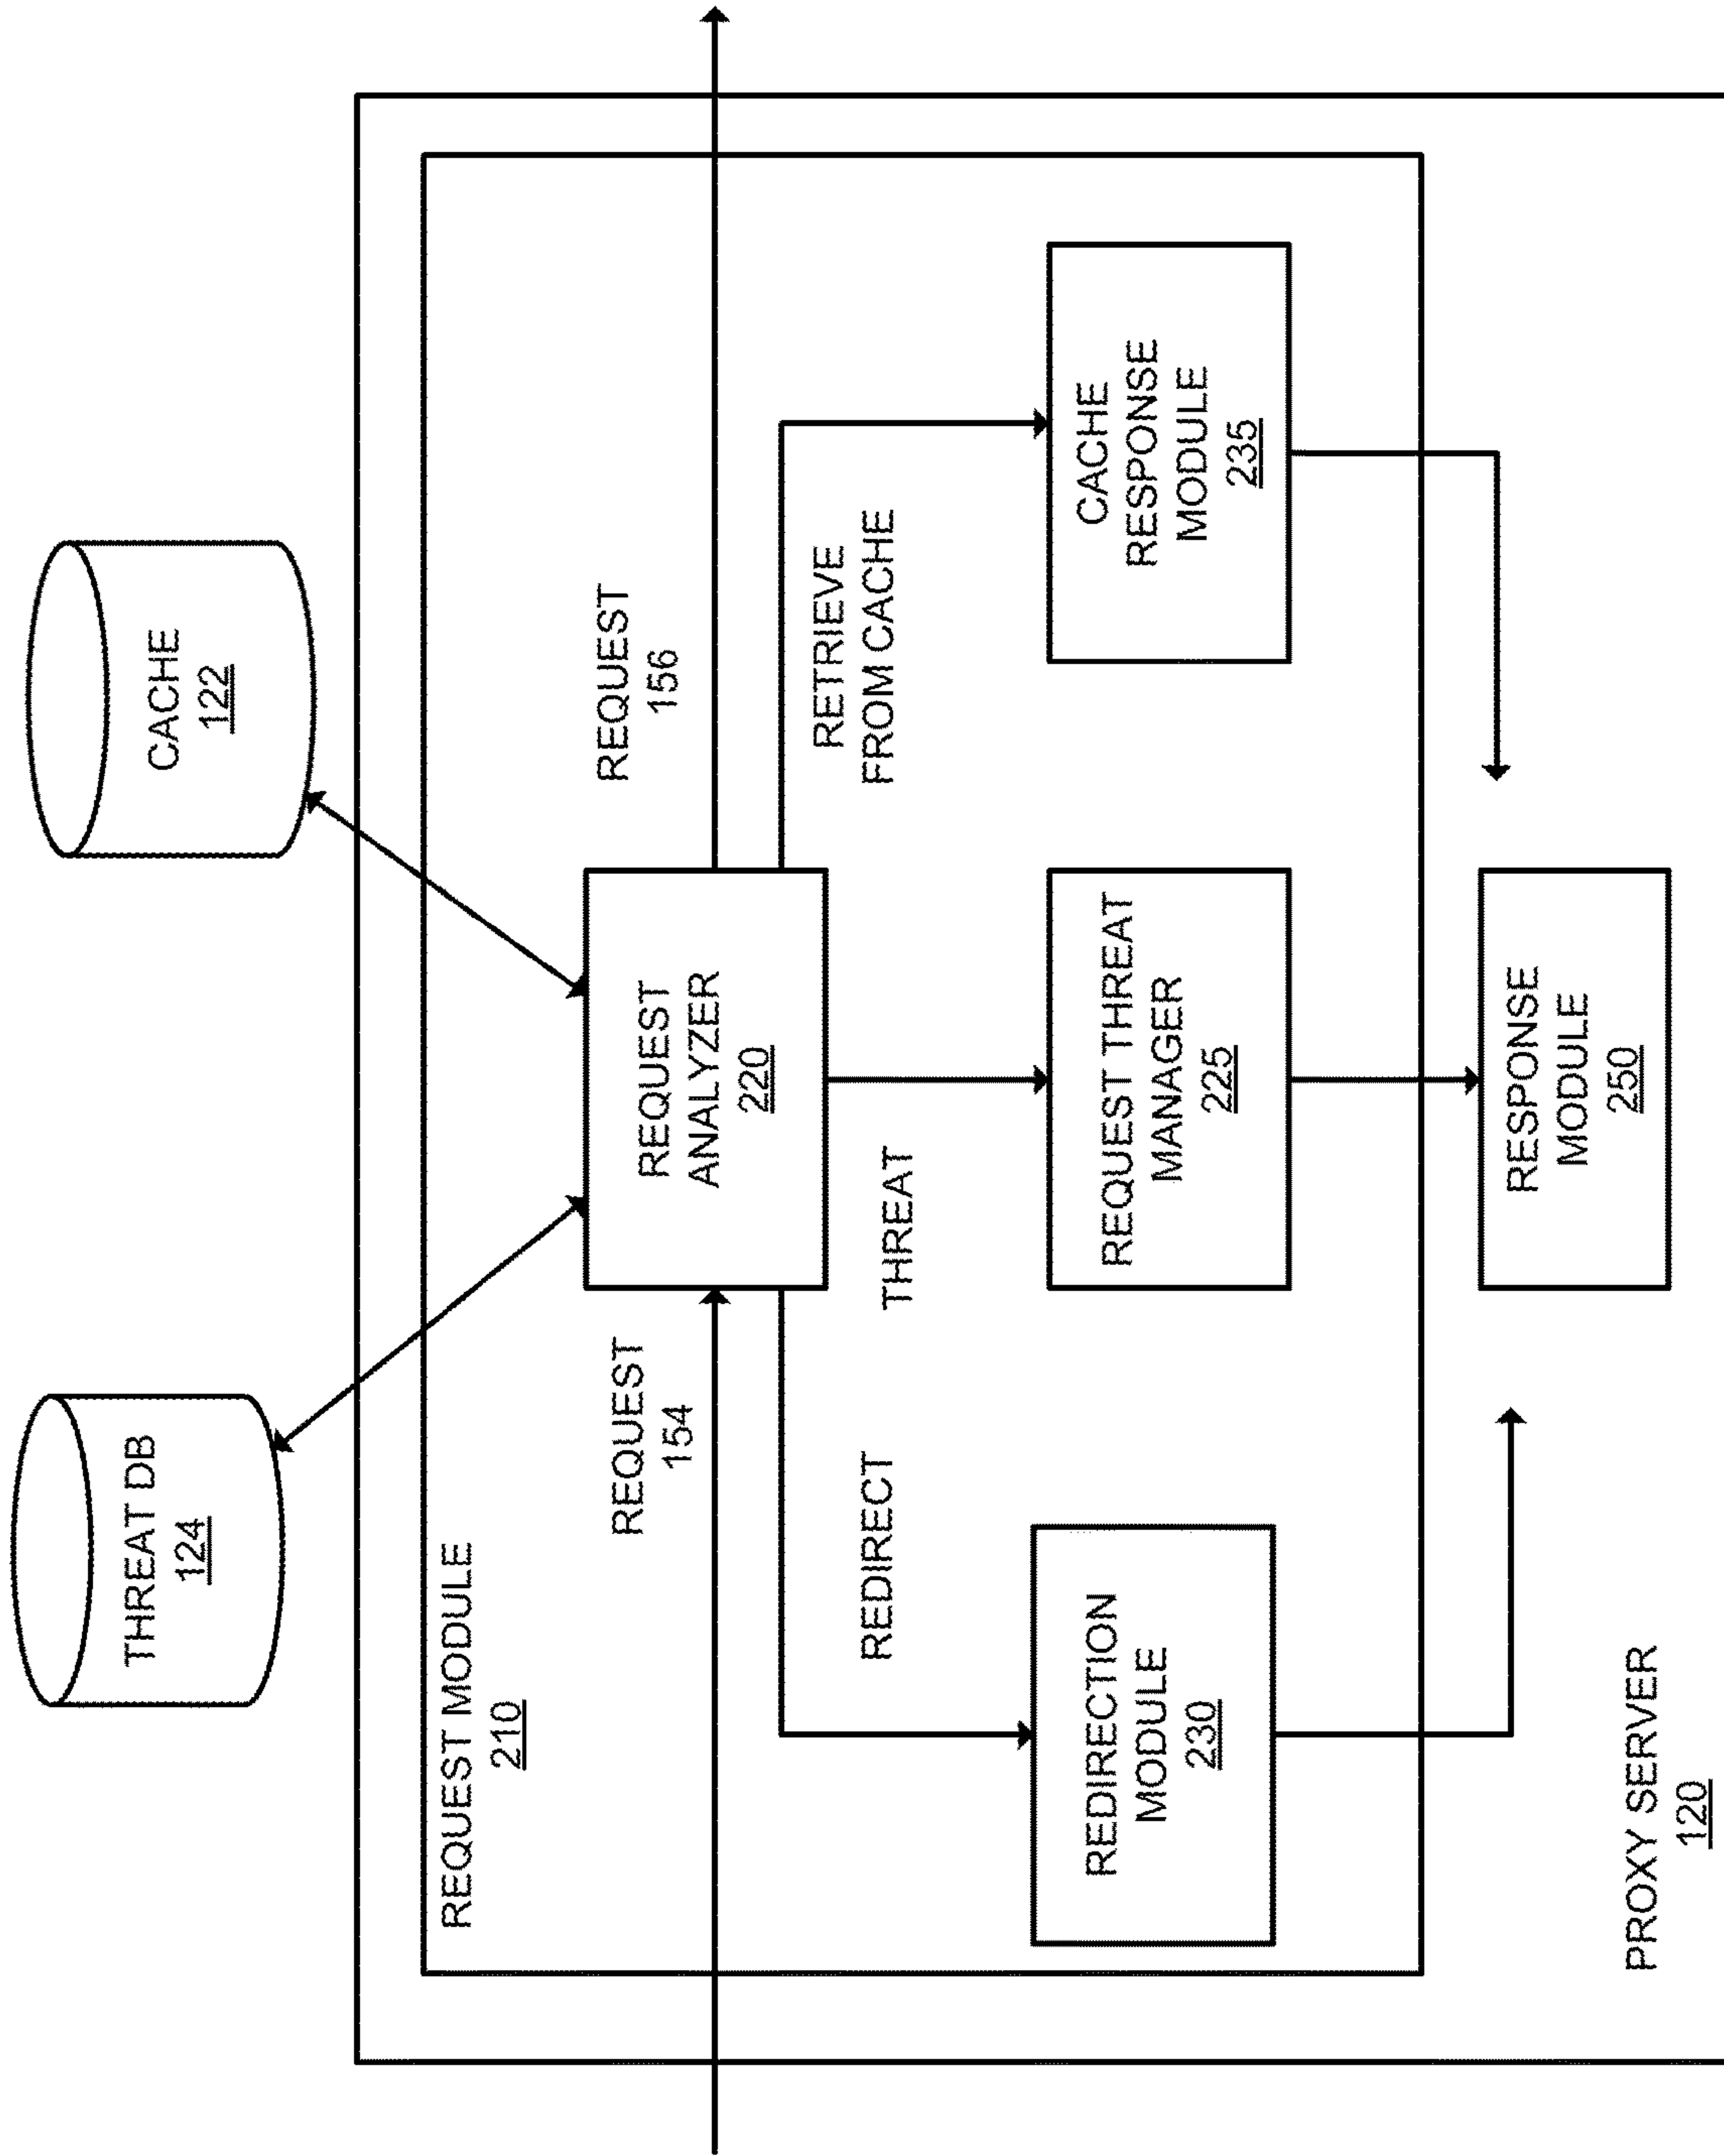 THREAT DB
124
CACHE
122
REQUEST MODULE
210
REQUEST
154
REQUEST
ANALYZER
220
REQUEST
156
REDIRECT
THREAT
RETRIEVE
FROM CACHE
REDIRECTION
MODULE
230
REQUEST THREAT
MANAGER
225
CACHE
RESPONSE
MODULE
235
RESPONSE
MODULE
250
PROXY SERVER
120